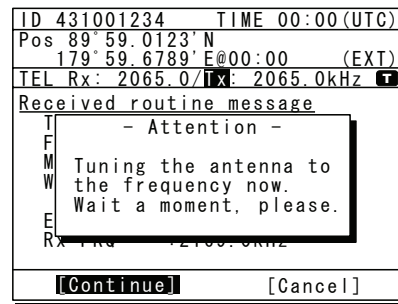 ID 431001234 TIME 00:00(UTC)
Pos 89°59.0123'N
179°59.6789'E@00:00 (EXT)
TEL Rx: 2065.0/Tx: 2065.0kHz T
Received routine message
T
F
M
W
E
- Attention -
Tuning the antenna to
the frequency now.
Wait a moment, please.
[Continue] [Cancel]